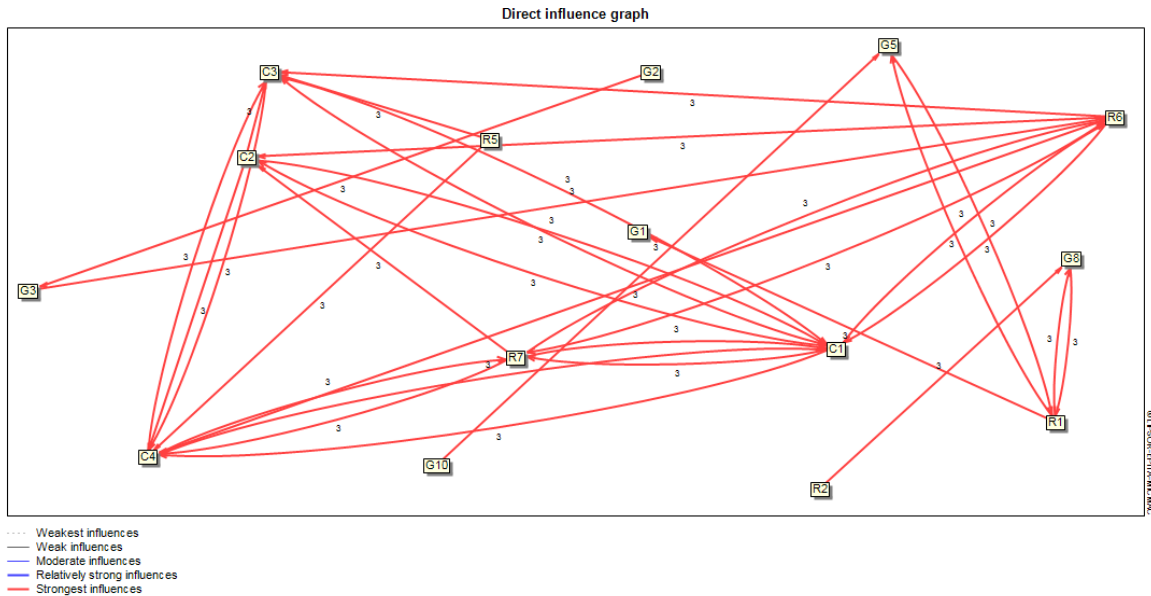 Direct influence graph
G5
C3
G2
3
3
3
R6
R5
3
C2
3
3
3
3
3
3
3
G1
3
3
3
3
3
3
G8
3
3
3
G3
3
3
3
3
3
3
3
3
C1
R7
3
3
3
3
R1
3
3
C4
G10
R2
Weakest influences
Weak influences
Moderate influences
Relatively strong influences
Strongest influences